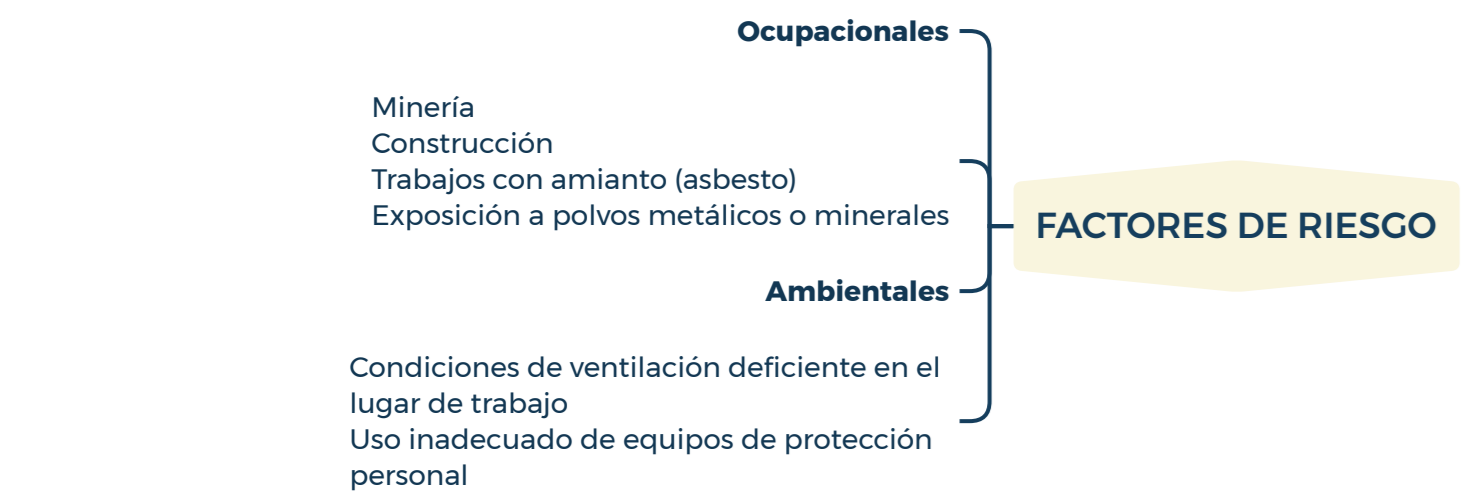 Ocupacionales
Minería
Construcción
Trabajos con amianto (asbesto)
Exposición a polvos metálicos o minerales
FACTORES DE RIESGO
Ambientales
Condiciones de ventilación deficiente en el
lugar de trabajo
Uso inadecuado de equipos de protección
personal